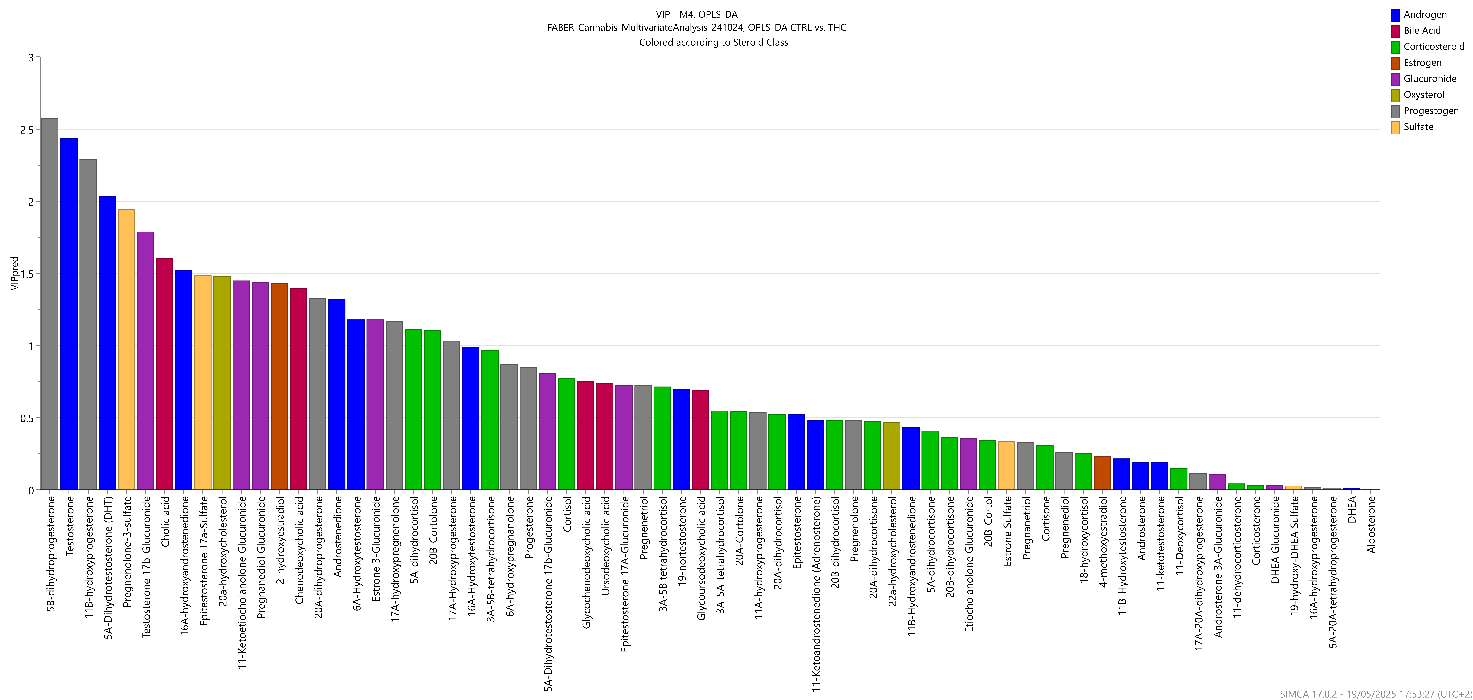 VIP - M4, OPLS-DA
FABER-Cannabis-MultivariateAnalysis-241024, OPLS-DA CTRL vs. THC
Colored according to Steroid Class
Androgen
Bile Acid
Corticosteroid
Estrogen
Glucuronide
Oxysterol
Progestogen
Sulfate
VIPpred
3
2.5
2
1.5
1
0.5
0
5B-dihydroprogesterone
Testosterone
11B-hydroxyprogesterone
5A-Dihydrotestosterone (DHT)
Pregnenolone-3-sulfate
Testosterone 17b-Glucuronide
Cholic acid
16A-hydroxyandrostenedione
Epitestosterone 17a-Sulfate
20a-hydroxycholesterol
11-Ketoetiocholanolone Glucuronide
Pregnanediol Glucuronide
2-hydroxyestradiol
Chenodeoxycholic acid
20A-dihydroprogesterone
Androstenedione
6A-Hydroxytestosterone
Estrone 3-Glucuronide
17A-hydroxypregnenolone
5A-dihydrocortisol
20B-Cortolone
17A-Hydroxyprogesterone
16A-Hydroxytestosterone
3A-5B-tetrahydrocortisone
6A-hydroxypregnanolone
Progesterone
5A-Dihydrotestosterone 17b-Glucuronide
Cortisol
Glycochenodeoxycholic acid
Ursodeoxycholic acid
Epitestosterone 17A-Glucuronide
Pregnenetriol
3A-5B-tetrahydrocortisol
19-nortestosterone
Glycoursodeoxycholic acid
3A-5A-tetrahydrocortisol
20A-Cortolone
11A-hydroxyprogesterone
20A-dihydrocortisol
Epitestosterone
11-Ketoandrostenedione (Adrenosterone)
20B-dihydrocortisol
Pregnenolone
20A-dihydrocortisone
22a-hydroxycholesterol
11B-Hydroxyandrostenedione
5A-dihydrocortisone
20B-dihydrocortisone
Etiocholanolone Glucuronide
20B-Cortol
Estrone Sulfate
Pregnanetriol
Cortisone
Pregnenediol
18-hydroxycortisol
4-methoxyestradiol
11B-Hydroxytestosterone
Androsterone
11-ketotestosterone
11-Deoxycortisol
17A-20A-dihydroxyprogesterone
Androsterone 3A-Glucuronide
11-dehydrocorticosterone
Corticosterone
DHEA Glucuronide
19-hydroxy-DHEA Sulfate
16A-hydroxyprogesterone
5A-20A-tetrahydroprogesterone
DHEA
Aldosterone
SIMCA 17.0.2 - 19/05/2025 17:53:27 (UTC+2)